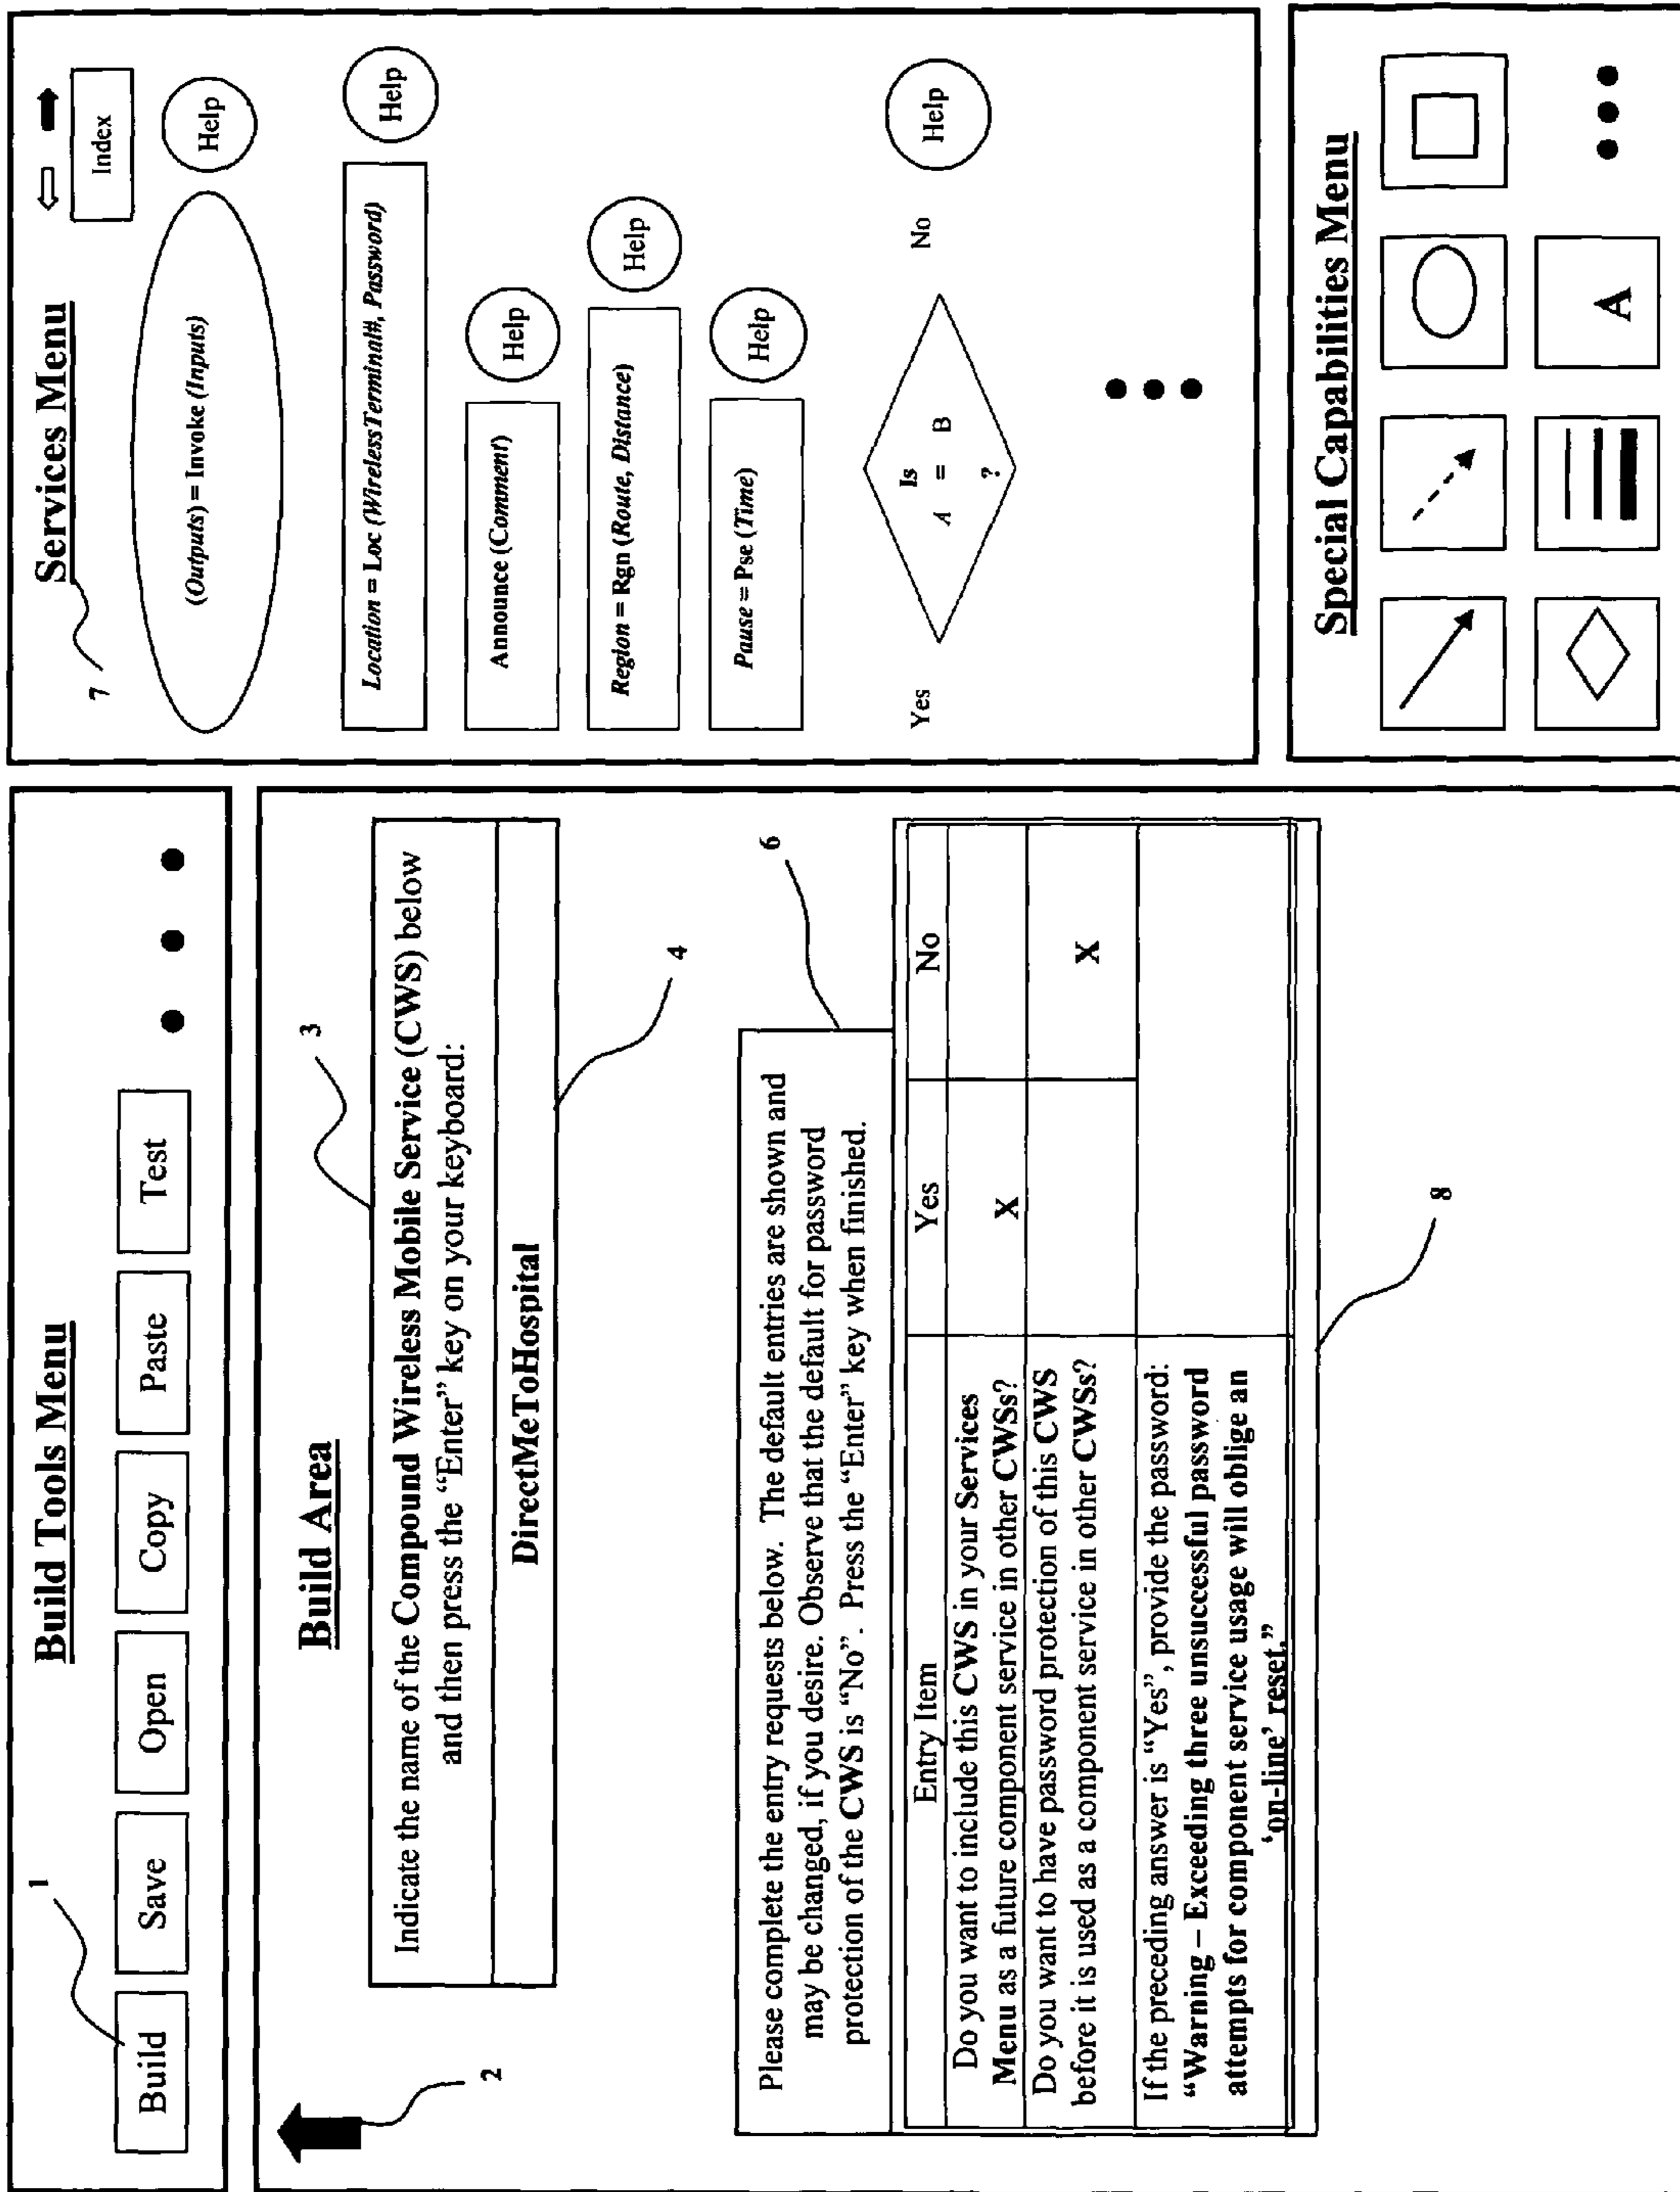 Build Tools Menu
1
Build
Save
Open
Copy
Paste
Test
Build Area
2
3
Indicate the name of the Compound Wireless Mobile Service (CWS) below
and then press the “Enter” key on your keyboard:
DirectMeToHospital
4
6
Please complete the entry requests below. The default entries are shown and
may be changed, if you desire. Observe that the default for password
protection of the CWS is “No”. Press the “Enter” key when finished.
Entry Item Yes No
Do you want to include this CWS in your Services
Menu as a future component service in other CWSs?
X
Do you want to have password protection of this CWS
before it is used as a component service in other CWSs?
X
If the preceding answer is “Yes”, provide the password:
“Warning – Exceeding three unsuccessful password
attempts for component service usage will oblige an
‘on-line’ reset.”
8
7
Services Menu
Index
(Outputs) = Invoke (Inputs)
Help
Location = Loc (WirelessTerminal#, Password)
Help
Announce (Comment)
Help
Region = Rgn (Route, Distance)
Help
Pause = Pse (Time)
Help
Yes
Is
A = B
?
No
Help
Special Capabilities Menu
A